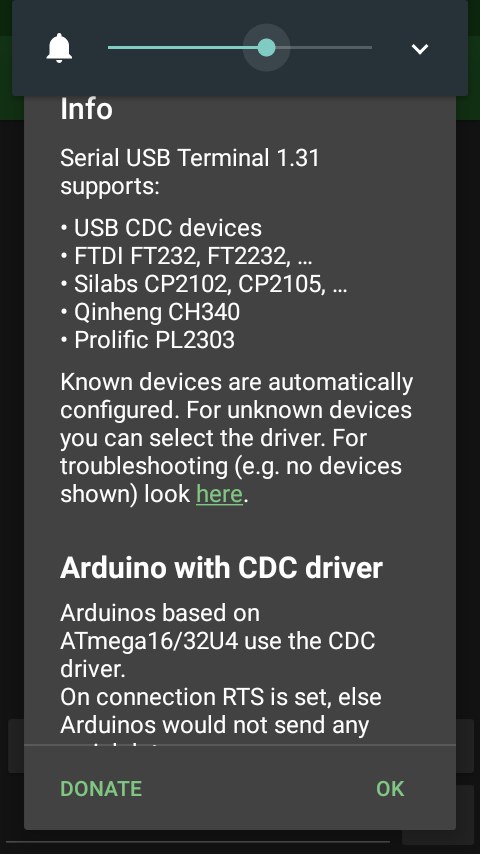 Info
Serial USB Terminal 1.31
supports:
• USB CDC devices
• FTDI FT232, FT2232, ...
• Silabs CP2102, CP2105, ...
• Qinheng CH340
• Prolific PL2303
Known devices are automatically
configured. For unknown devices
you can select the driver. For
troubleshooting (e.g. no devices
shown) look here.
Arduino with CDC driver
Arduinos based on
ATmega16/32U4 use the CDC
driver.
On connection RTS is set, else
Arduinos would not send any
DONATE
OK